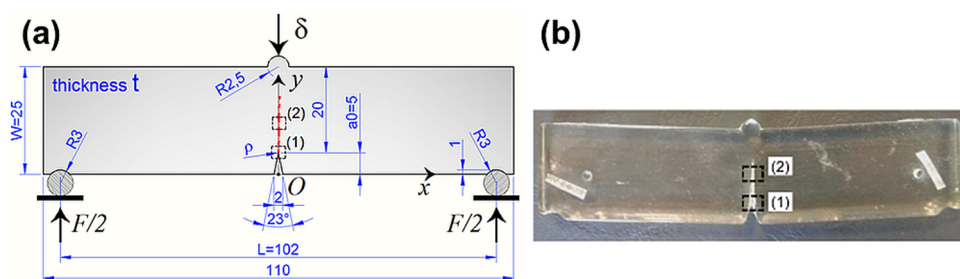 (a)
(b)
δ
thickness t
R2,5
y
W=25
(2)
20
a0=5
(1)
ρ
R3
R3
1
O
x
2
23°
F/2
F/2
L=102
110
(2)
(1)